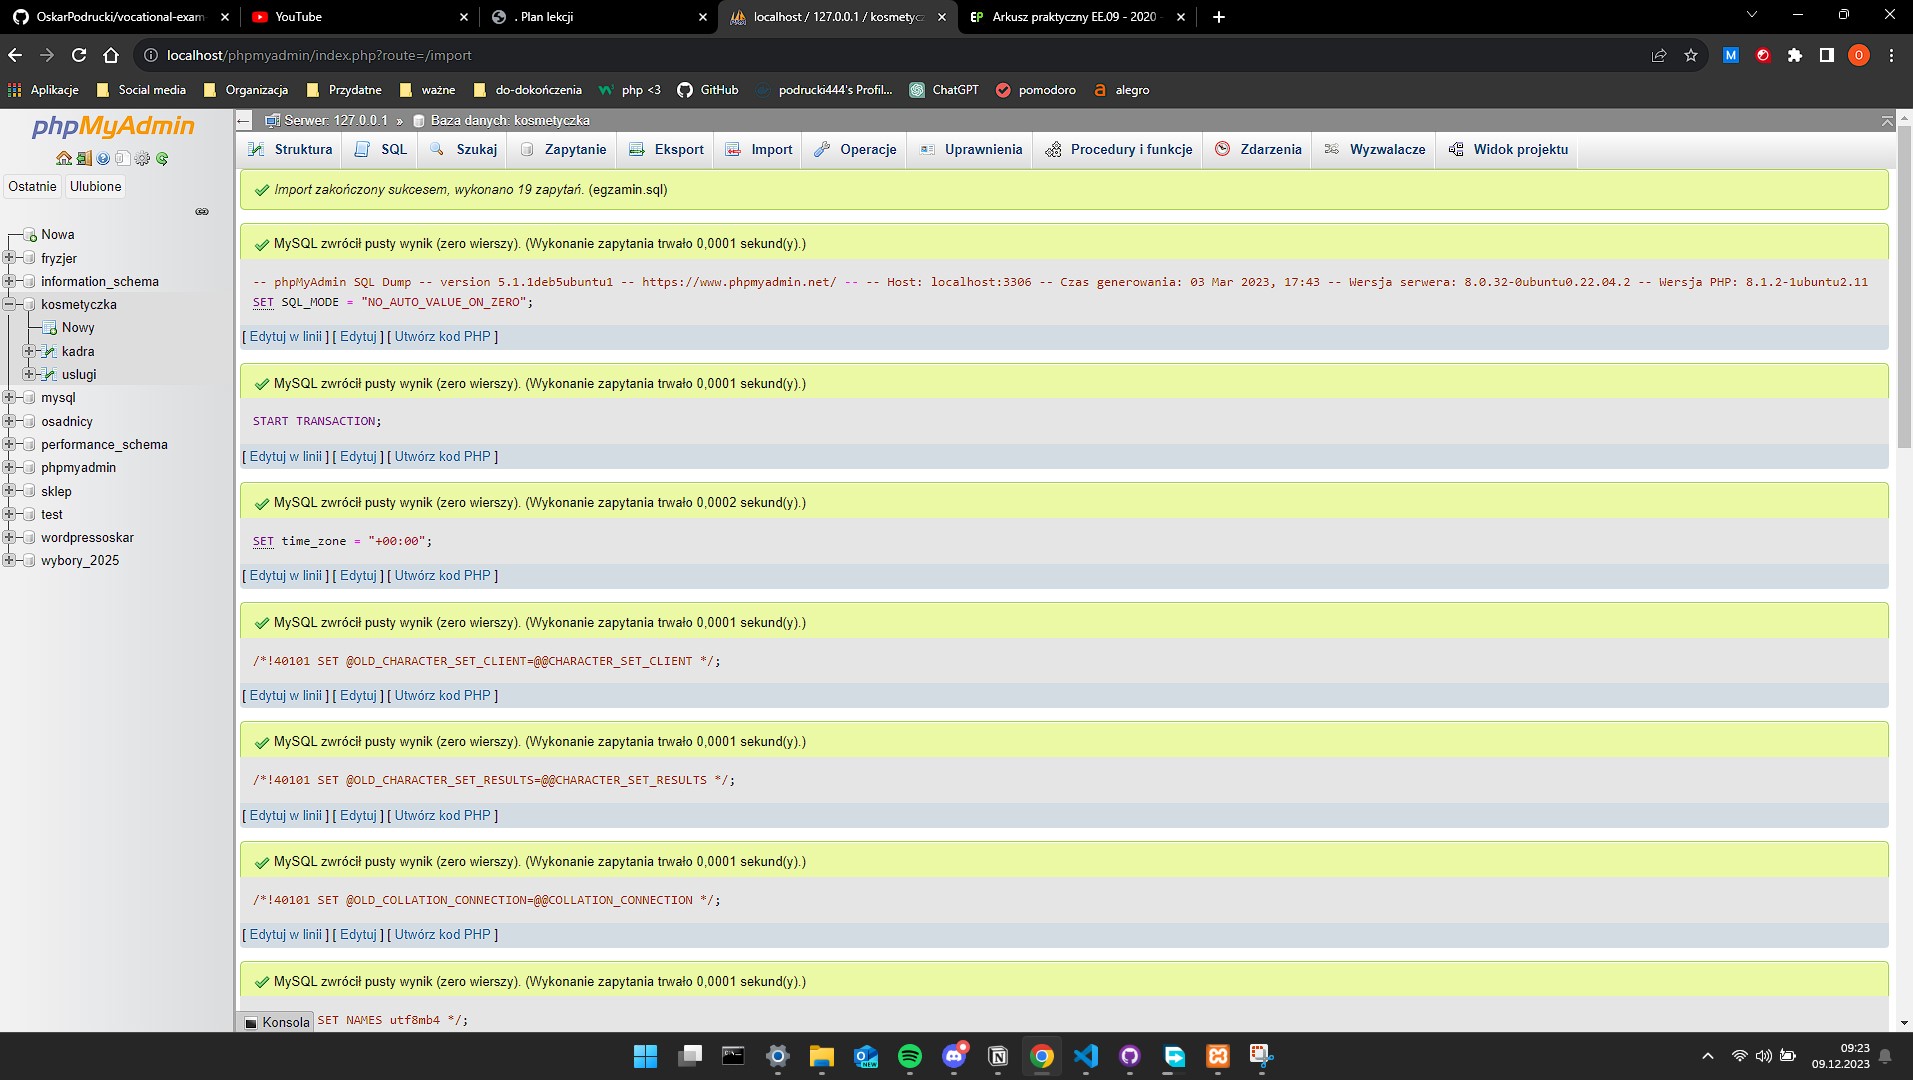 OskarPodrucki/vocational-exam
YouTube
. Plan lekcji
localhost / 127.0.0.1 / kosmetycz
EP Arkusz praktyczny EE.09 - 2020
localhost/phpmyadmin/index.php?route=/import
M
O
Aplikacje Social media Organizacja Przydatne ważne do-dokończenia php <3 GitHub podrucki444's Profil... ChatGPT pomodoro a alegro
phpMyAdmin
Ostatnie Ulubione
Nowa
fryzjer
information_schema
kosmetyczka
Nowy
kadra
uslugi
mysql
osadnicy
performance_schema
phpmyadmin
sklep
test
wordpressoskar
wybory_2025
Serwer: 127.0.0.1 » Baza danych: kosmetyczka
Struktura SQL Szukaj Zapytanie Eksport Import Operacje Uprawnienia Procedury i funkcje Zdarzenia Wyzwalacze Widok projektu
Import zakończony sukcesem, wykonano 19 zapytań. (egzamin.sql)
MySQL zwrócił pusty wynik (zero wierszy). (Wykonanie zapytania trwało 0,0001 sekund(y).)
-- phpMyAdmin SQL Dump -- version 5.1.1deb5ubuntu1 -- https://www.phpmyadmin.net/ -- -- Host: localhost:3306 -- Czas generowania: 03 Mar 2023, 17:43 -- Wersja serwera: 8.0.32-0ubuntu0.22.04.2 -- Wersja PHP: 8.1.2-1ubuntu2.11
SET SQL_MODE = "NO_AUTO_VALUE_ON_ZERO";
[ Edytuj w linii ] [ Edytuj ] [ Utwórz kod PHP ]
MySQL zwrócił pusty wynik (zero wierszy). (Wykonanie zapytania trwało 0,0001 sekund(y).)
START TRANSACTION;
[ Edytuj w linii ] [ Edytuj ] [ Utwórz kod PHP ]
MySQL zwrócił pusty wynik (zero wierszy). (Wykonanie zapytania trwało 0,0002 sekund(y).)
SET time_zone = "+00:00";
[ Edytuj w linii ] [ Edytuj ] [ Utwórz kod PHP ]
MySQL zwrócił pusty wynik (zero wierszy). (Wykonanie zapytania trwało 0,0001 sekund(y).)
/*!40101 SET @OLD_CHARACTER_SET_CLIENT=@@CHARACTER_SET_CLIENT */;
[ Edytuj w linii ] [ Edytuj ] [ Utwórz kod PHP ]
MySQL zwrócił pusty wynik (zero wierszy). (Wykonanie zapytania trwało 0,0001 sekund(y).)
/*!40101 SET @OLD_CHARACTER_SET_RESULTS=@@CHARACTER_SET_RESULTS */;
[ Edytuj w linii ] [ Edytuj ] [ Utwórz kod PHP ]
MySQL zwrócił pusty wynik (zero wierszy). (Wykonanie zapytania trwało 0,0001 sekund(y).)
/*!40101 SET @OLD_COLLATION_CONNECTION=@@COLLATION_CONNECTION */;
[ Edytuj w linii ] [ Edytuj ] [ Utwórz kod PHP ]
MySQL zwrócił pusty wynik (zero wierszy). (Wykonanie zapytania trwało 0,0001 sekund(y).)
Konsola SET NAMES utf8mb4 */;
09:23
09.12.2023